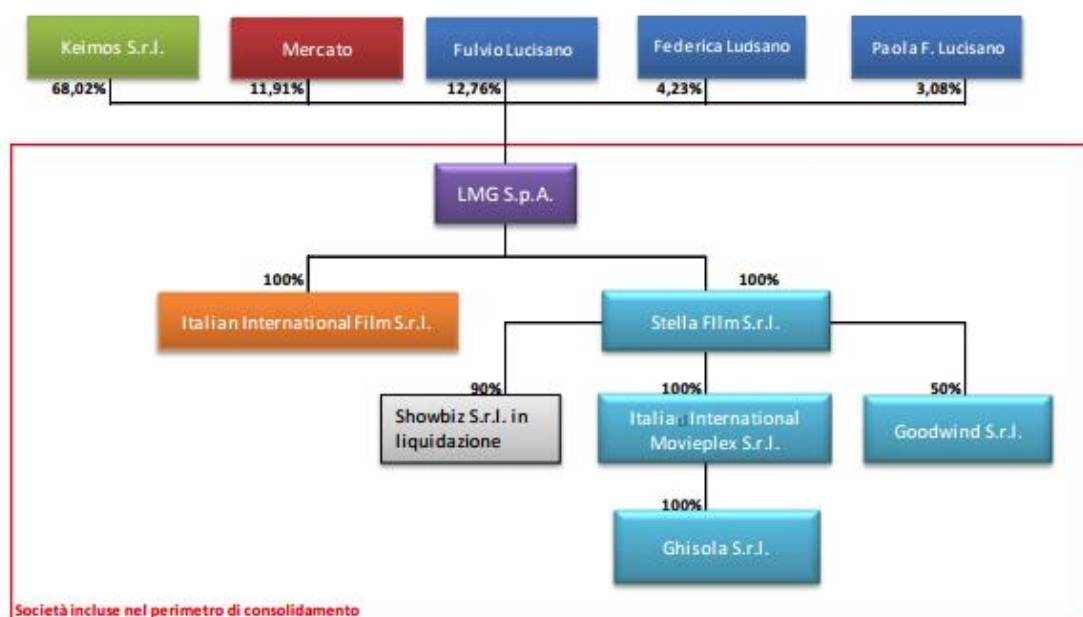 Keimos S.r.l.
Mercato
Fulvio Lucisano
Federica Lucisano
Paola F. Lucisano
68,02%
11,91%
12,76%
4,23%
3,08%
LMG S.p.A.
100%
100%
Italian International Film S.r.l.
Stella FIlm S.r.l.
90%
100%
50%
Showbiz S.r.l. in
liquidazione
Italian International
Movieplex S.r.l.
Goodwind S.r.l.
100%
Ghisola S.r.l.
Società incluse nel perimetro di consolidamento